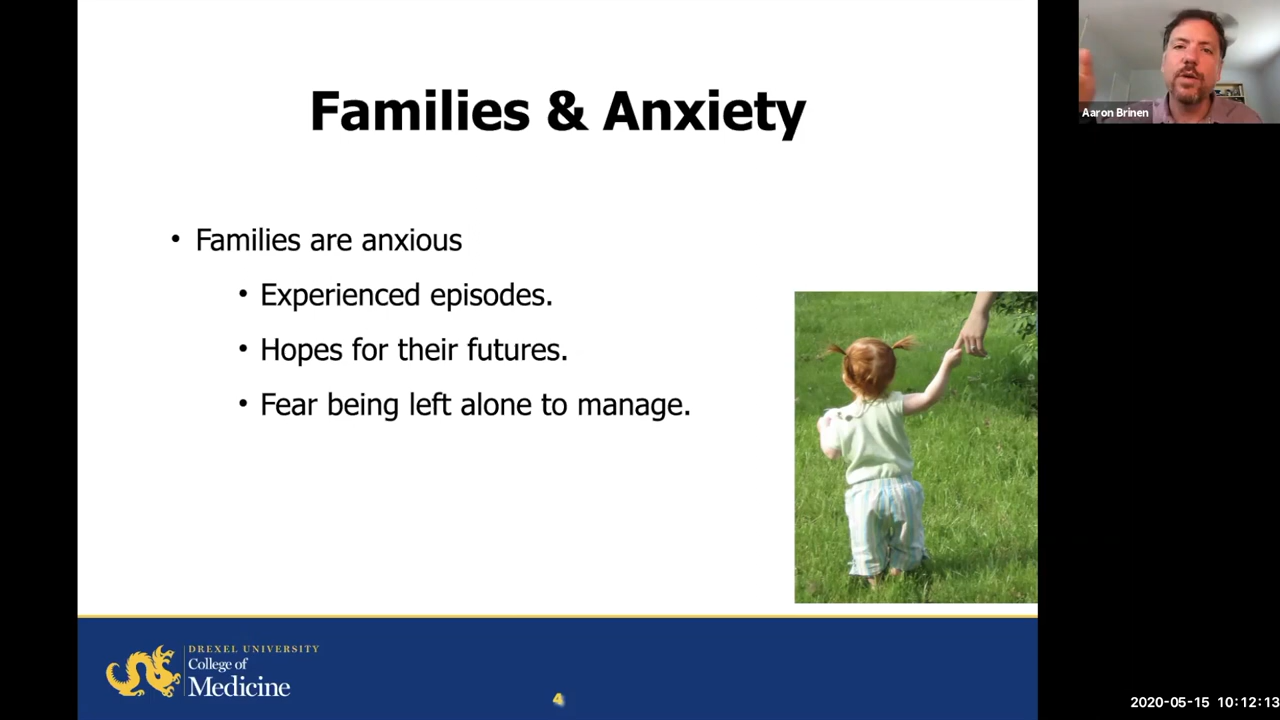 Families & Anxiety
• Families are anxious
• Experienced episodes.
• Hopes for their futures.
• Fear being left alone to manage.
Aaron Brinen
DREXEL UNIVERSITY
College of
Medicine
4
2020-05-15 10:12:13